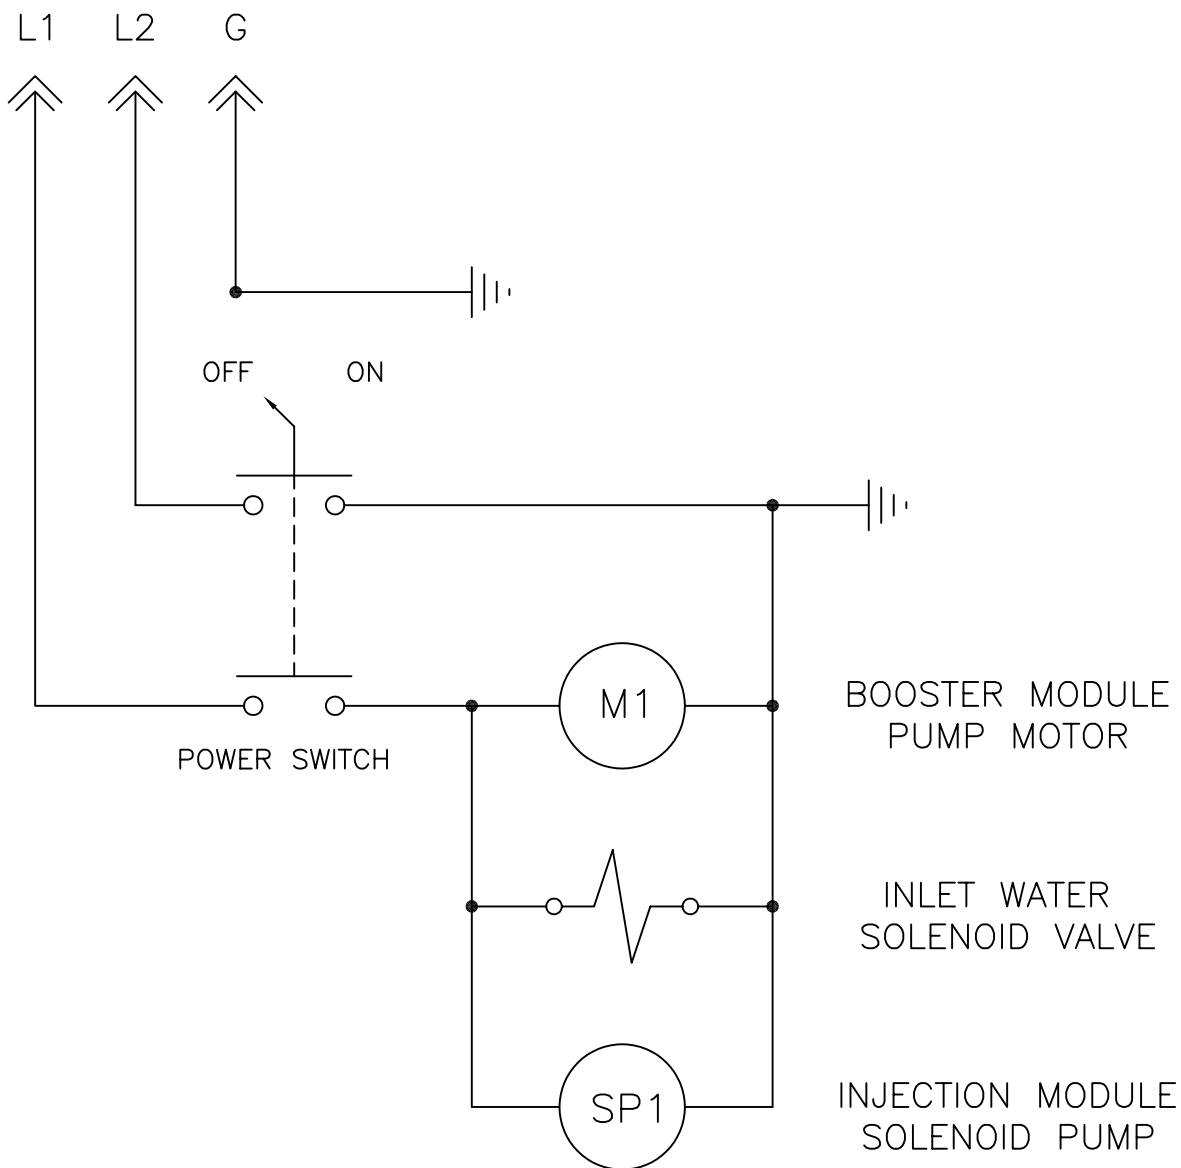 L1 L2 G
OFF ON
POWER SWITCH
M1
BOOSTER MODULE
PUMP MOTOR
INLET WATER
SOLENOID VALVE
SP1
INJECTION MODULE
SOLENOID PUMP